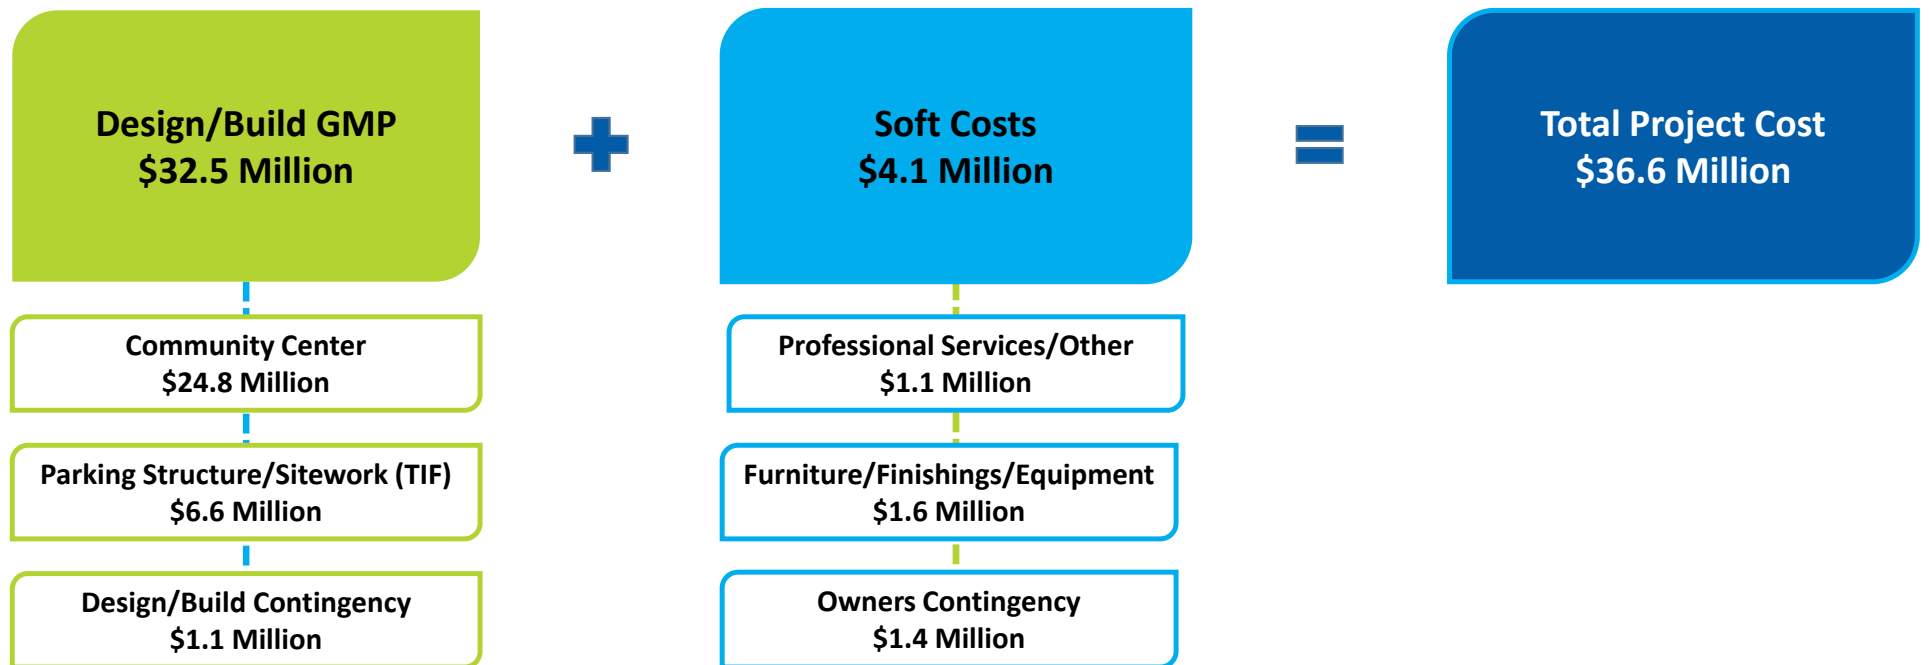 Design/Build GMP
$32.5 Million
Community Center
$24.8 Million
Parking Structure/Sitework (TIF)
$6.6 Million
Design/Build Contingency
$1.1 Million
Soft Costs
$4.1 Million
Professional Services/Other
$1.1 Million
Furniture/Finishings/Equipment
$1.6 Million
Owners Contingency
$1.4 Million
Total Project Cost
$36.6 Million